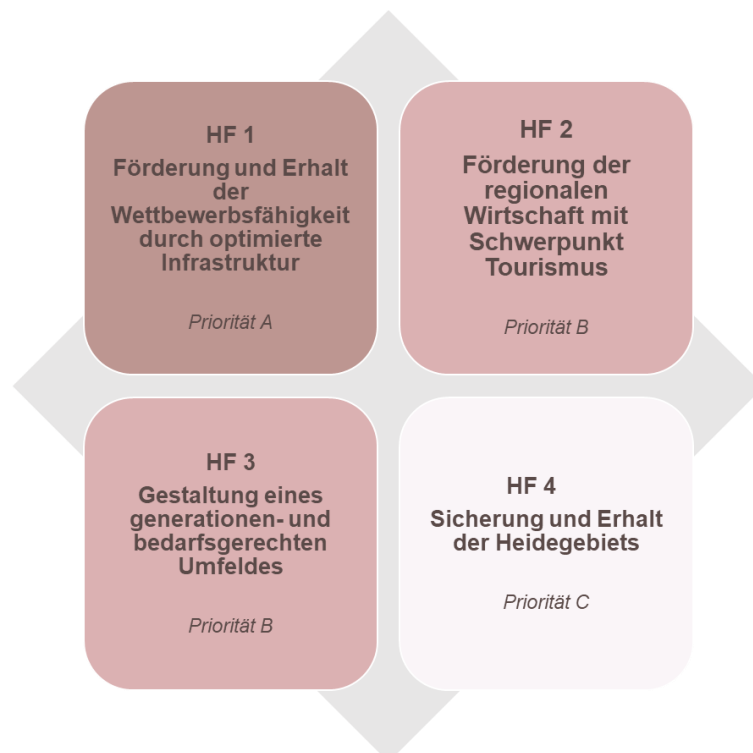 HF 1
Förderung und Erhalt
der
Wettbewerbsfähigkeit
durch optimierte
Infrastruktur
Priorität A
HF 2
Förderung der
regionalen
Wirtschaft mit
Schwerpunkt
Tourismus
Priorität B
HF 3
Gestaltung eines
generationen- und
bedarfsgerechten
Umfeldes
Priorität B
HF 4
Sicherung und Erhalt
der Heidegebiets
Priorität C